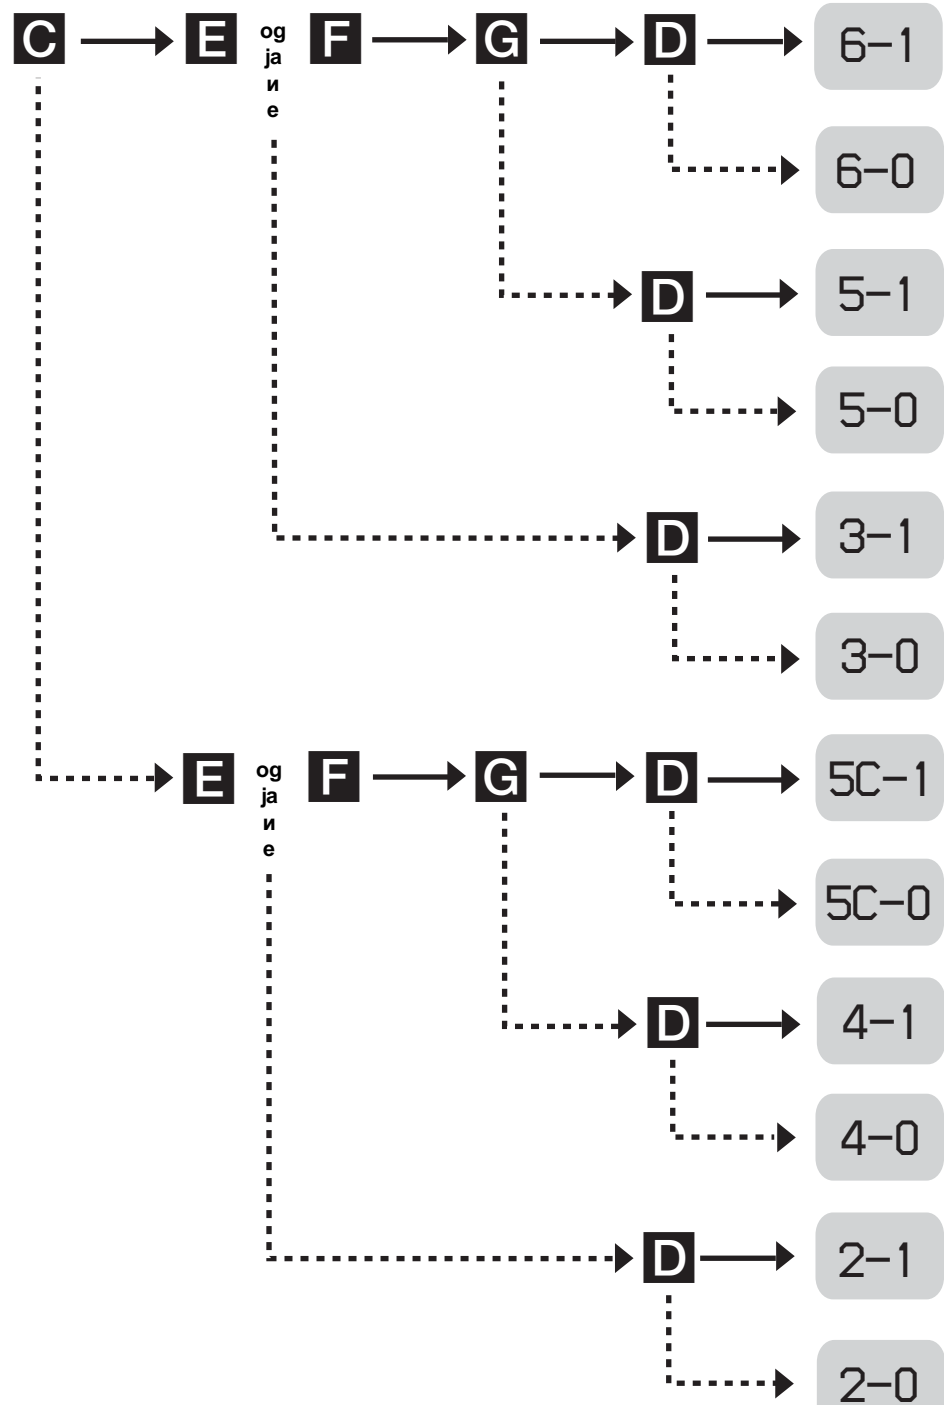 C E og F G D 6-1
ja
и
e
6-0
D 5-1
5-0
D 3-1
3-0
E og F G D 5C-1
ja
и
e
5C-0
D 4-1
4-0
D 2-1
2-0